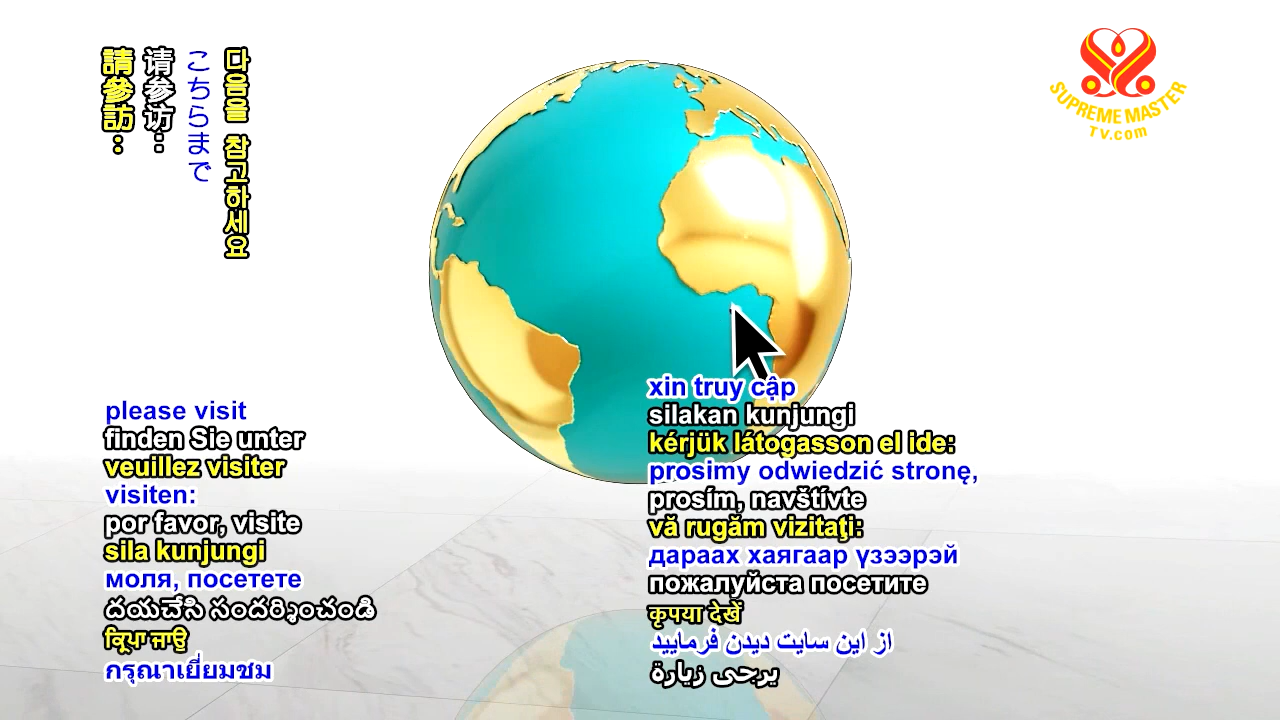 請參訪：
请参访：
こちらまで
다음을 참고하세요
SUPREME MASTER
TV.com
please visit
finden Sie unter
veuillez visiter
visiten:
por favor, visite
sila kunjungi
моля, посетете
దయచేసి సందర్శించండి
ਕ੍ਰਿਪਾ ਜਾਉ
กรุณาเยี่ยมชม
xin truy cập
silakan kunjungi
kérjük látogasson el ide:
prosimy odwiedzić stronę,
prosím, navštívte
vă rugăm vizitaţi:
дараах хаягаар үзээрэй
пожалуйста посетите
कृपया देखें
از این سایت دیدن فرمایید
يرجى زيارة